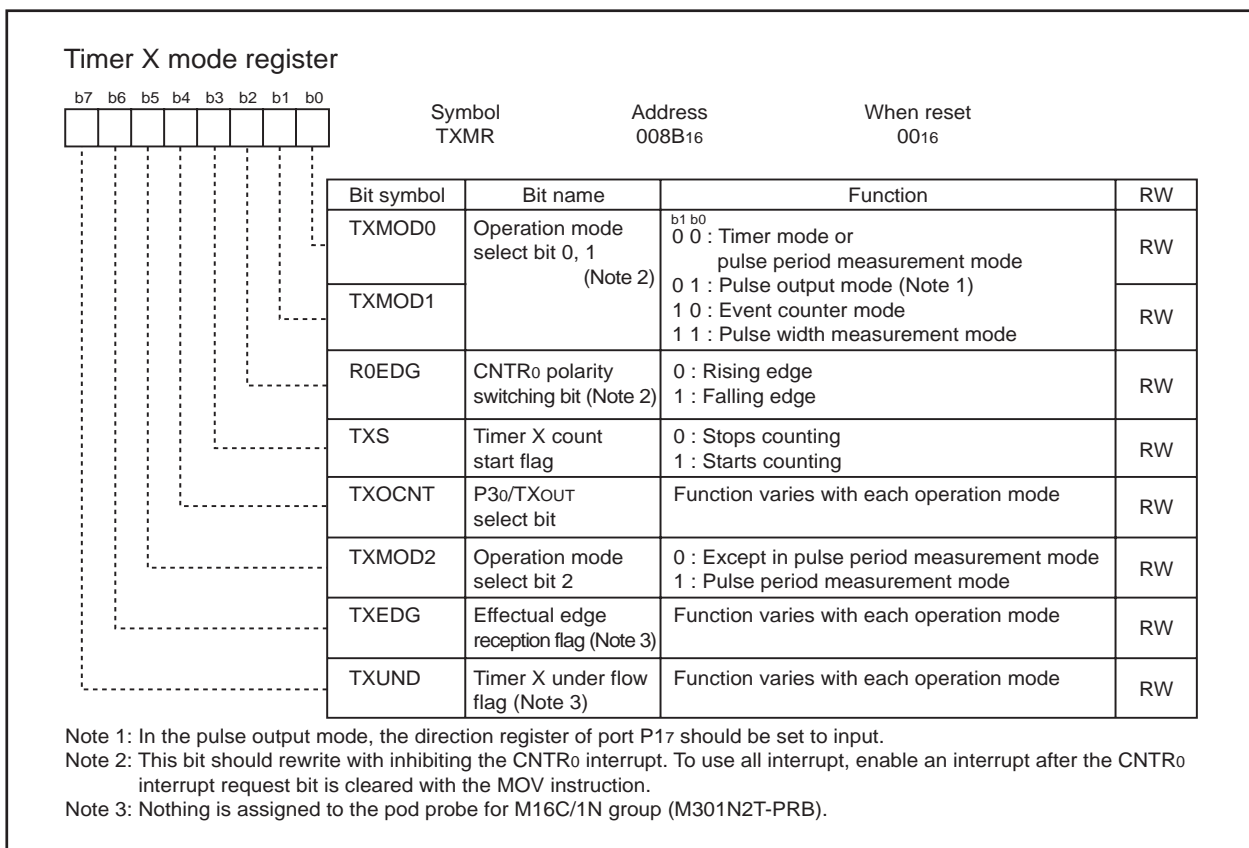 Timer X mode register
b7 b6 b5 b4 b3 b2 b1 b0
Symbol Address When reset
TXMR 008B16 0016
Bit symbol Bit name Function RW
TXMOD0 Operation mode select bit 0, 1 (Note 2) b1 b0
0 0 : Timer mode or
pulse period measurement mode RW
0 1 : Pulse output mode (Note 1)
TXMOD1 1 0 : Event counter mode RW
1 1 : Pulse width measurement mode
R0EDG CNTR0 polarity 0 : Rising edge RW
switching bit (Note 2) 1 : Falling edge
TXS Timer X count 0 : Stops counting RW
start flag 1 : Starts counting
TXOCNT P30/TXOUT Function varies with each operation mode RW
select bit
TXMOD2 Operation mode 0 : Except in pulse period measurement mode RW
select bit 2 1 : Pulse period measurement mode
TXEDG Effectual edge Function varies with each operation mode RW
reception flag (Note 3)
TXUND Timer X under flow Function varies with each operation mode RW
flag (Note 3)
Note 1: In the pulse output mode, the direction register of port P17 should be set to input.
Note 2: This bit should rewrite with inhibiting the CNTR0 interrupt. To use all interrupt, enable an interrupt after the CNTR0
interrupt request bit is cleared with the MOV instruction.
Note 3: Nothing is assigned to the pod probe for M16C/1N group (M301N2T-PRB).